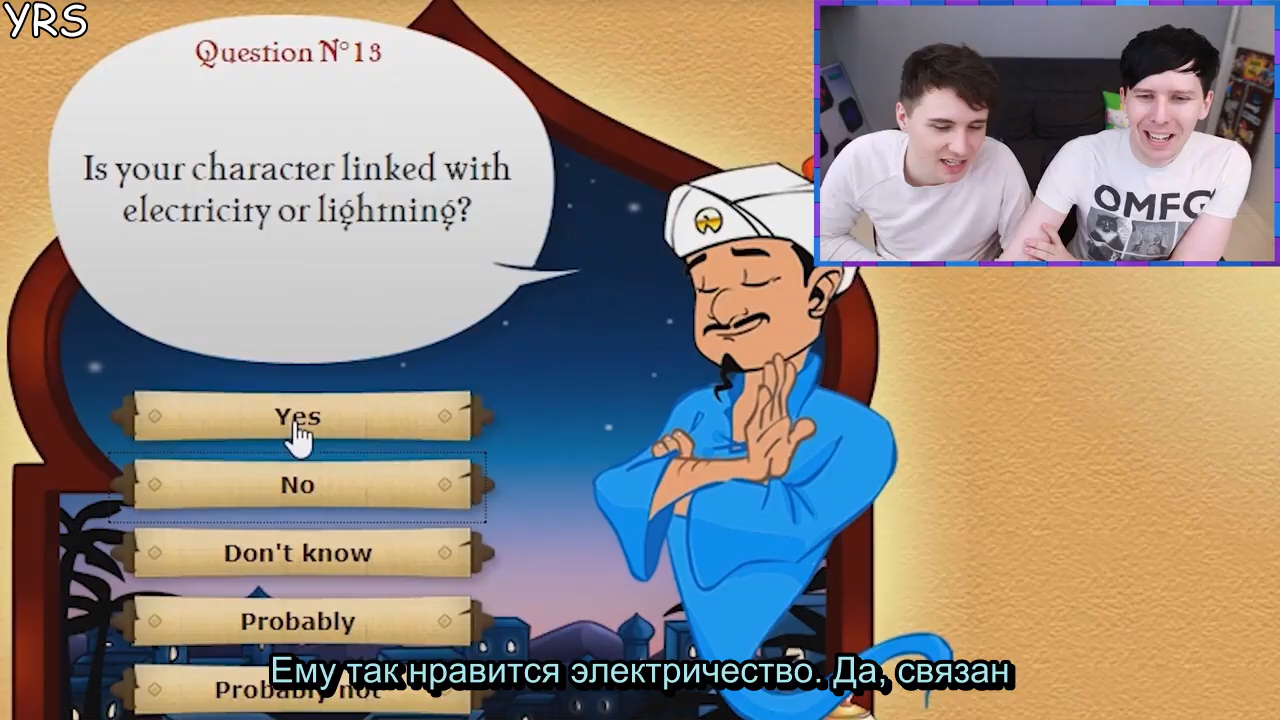 YRS
Question N°13
Is your character linked with
electricity or lightning?
OMFG
Yes
No
Don't know
Probably
Probably not
Ему так нравится электричество. Да, связан